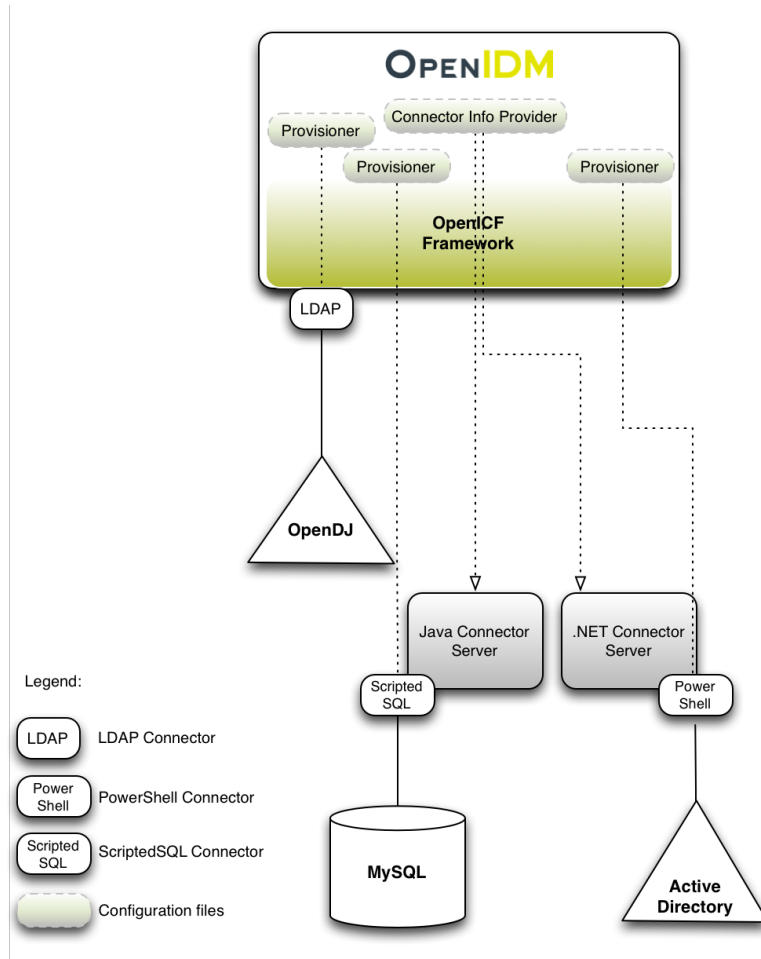 OPENIDM
Connector Info Provider
Provisioner
Provisioner
Provisioner
OpenICF
Framework
LDAP
OpenDJ
Java Connector
Server
.NET Connector
Server
Scripted
SQL
Power
Shell
MySQL
Active
Directory
Legend:
LDAP
LDAP Connector
Power
Shell
PowerShell Connector
Scripted
SQL
ScriptedSQL Connector
Configuration files